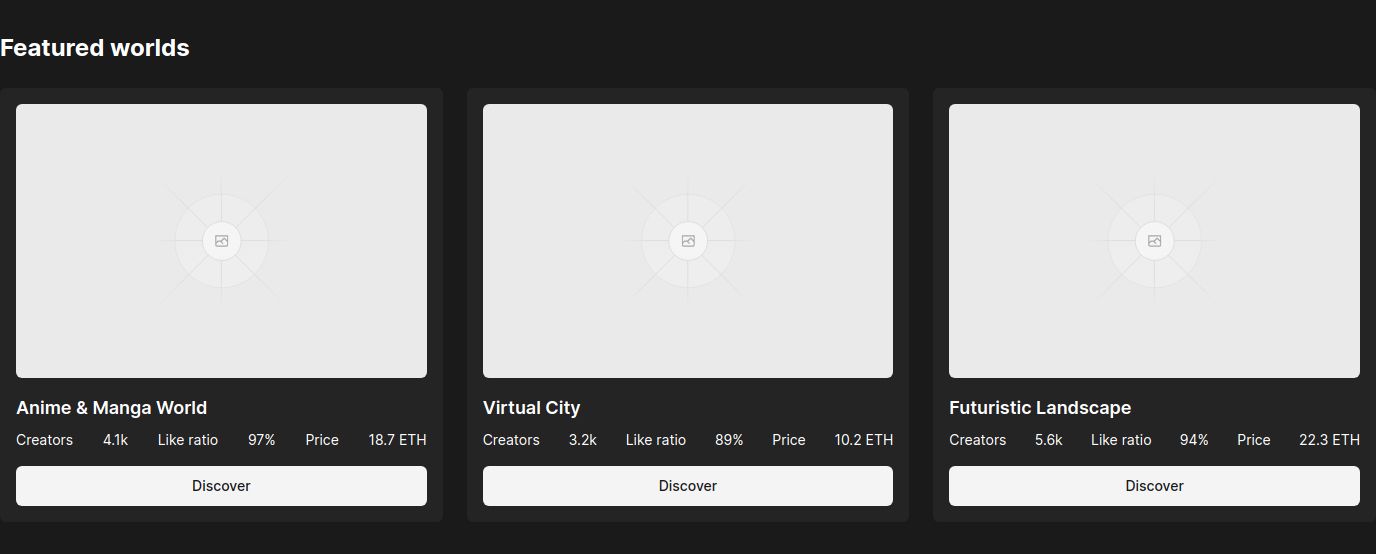 Featured worlds
Anime & Manga World
Creators 4.1k Like ratio 97% Price 18.7 ETH
Discover
Virtual City
Creators 3.2k Like ratio 89% Price 10.2 ETH
Discover
Futuristic Landscape
Creators 5.6k Like ratio 94% Price 22.3 ETH
Discover